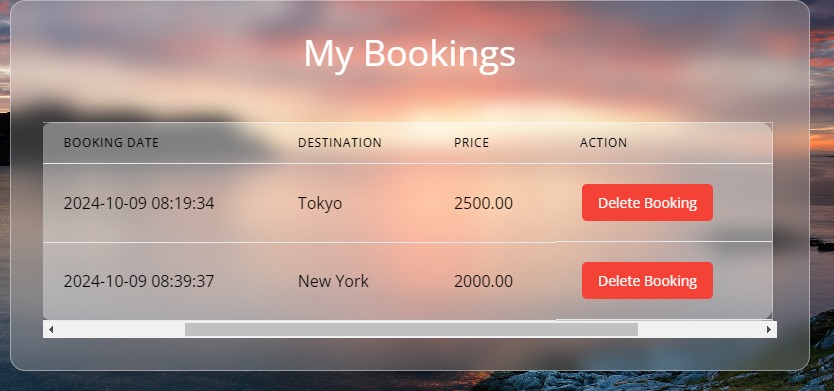 My Bookings
BOOKING DATE DESTINATION PRICE ACTION
2024-10-09 08:19:34 Tokyo 2500.00 Delete Booking
2024-10-09 08:39:37 New York 2000.00 Delete Booking